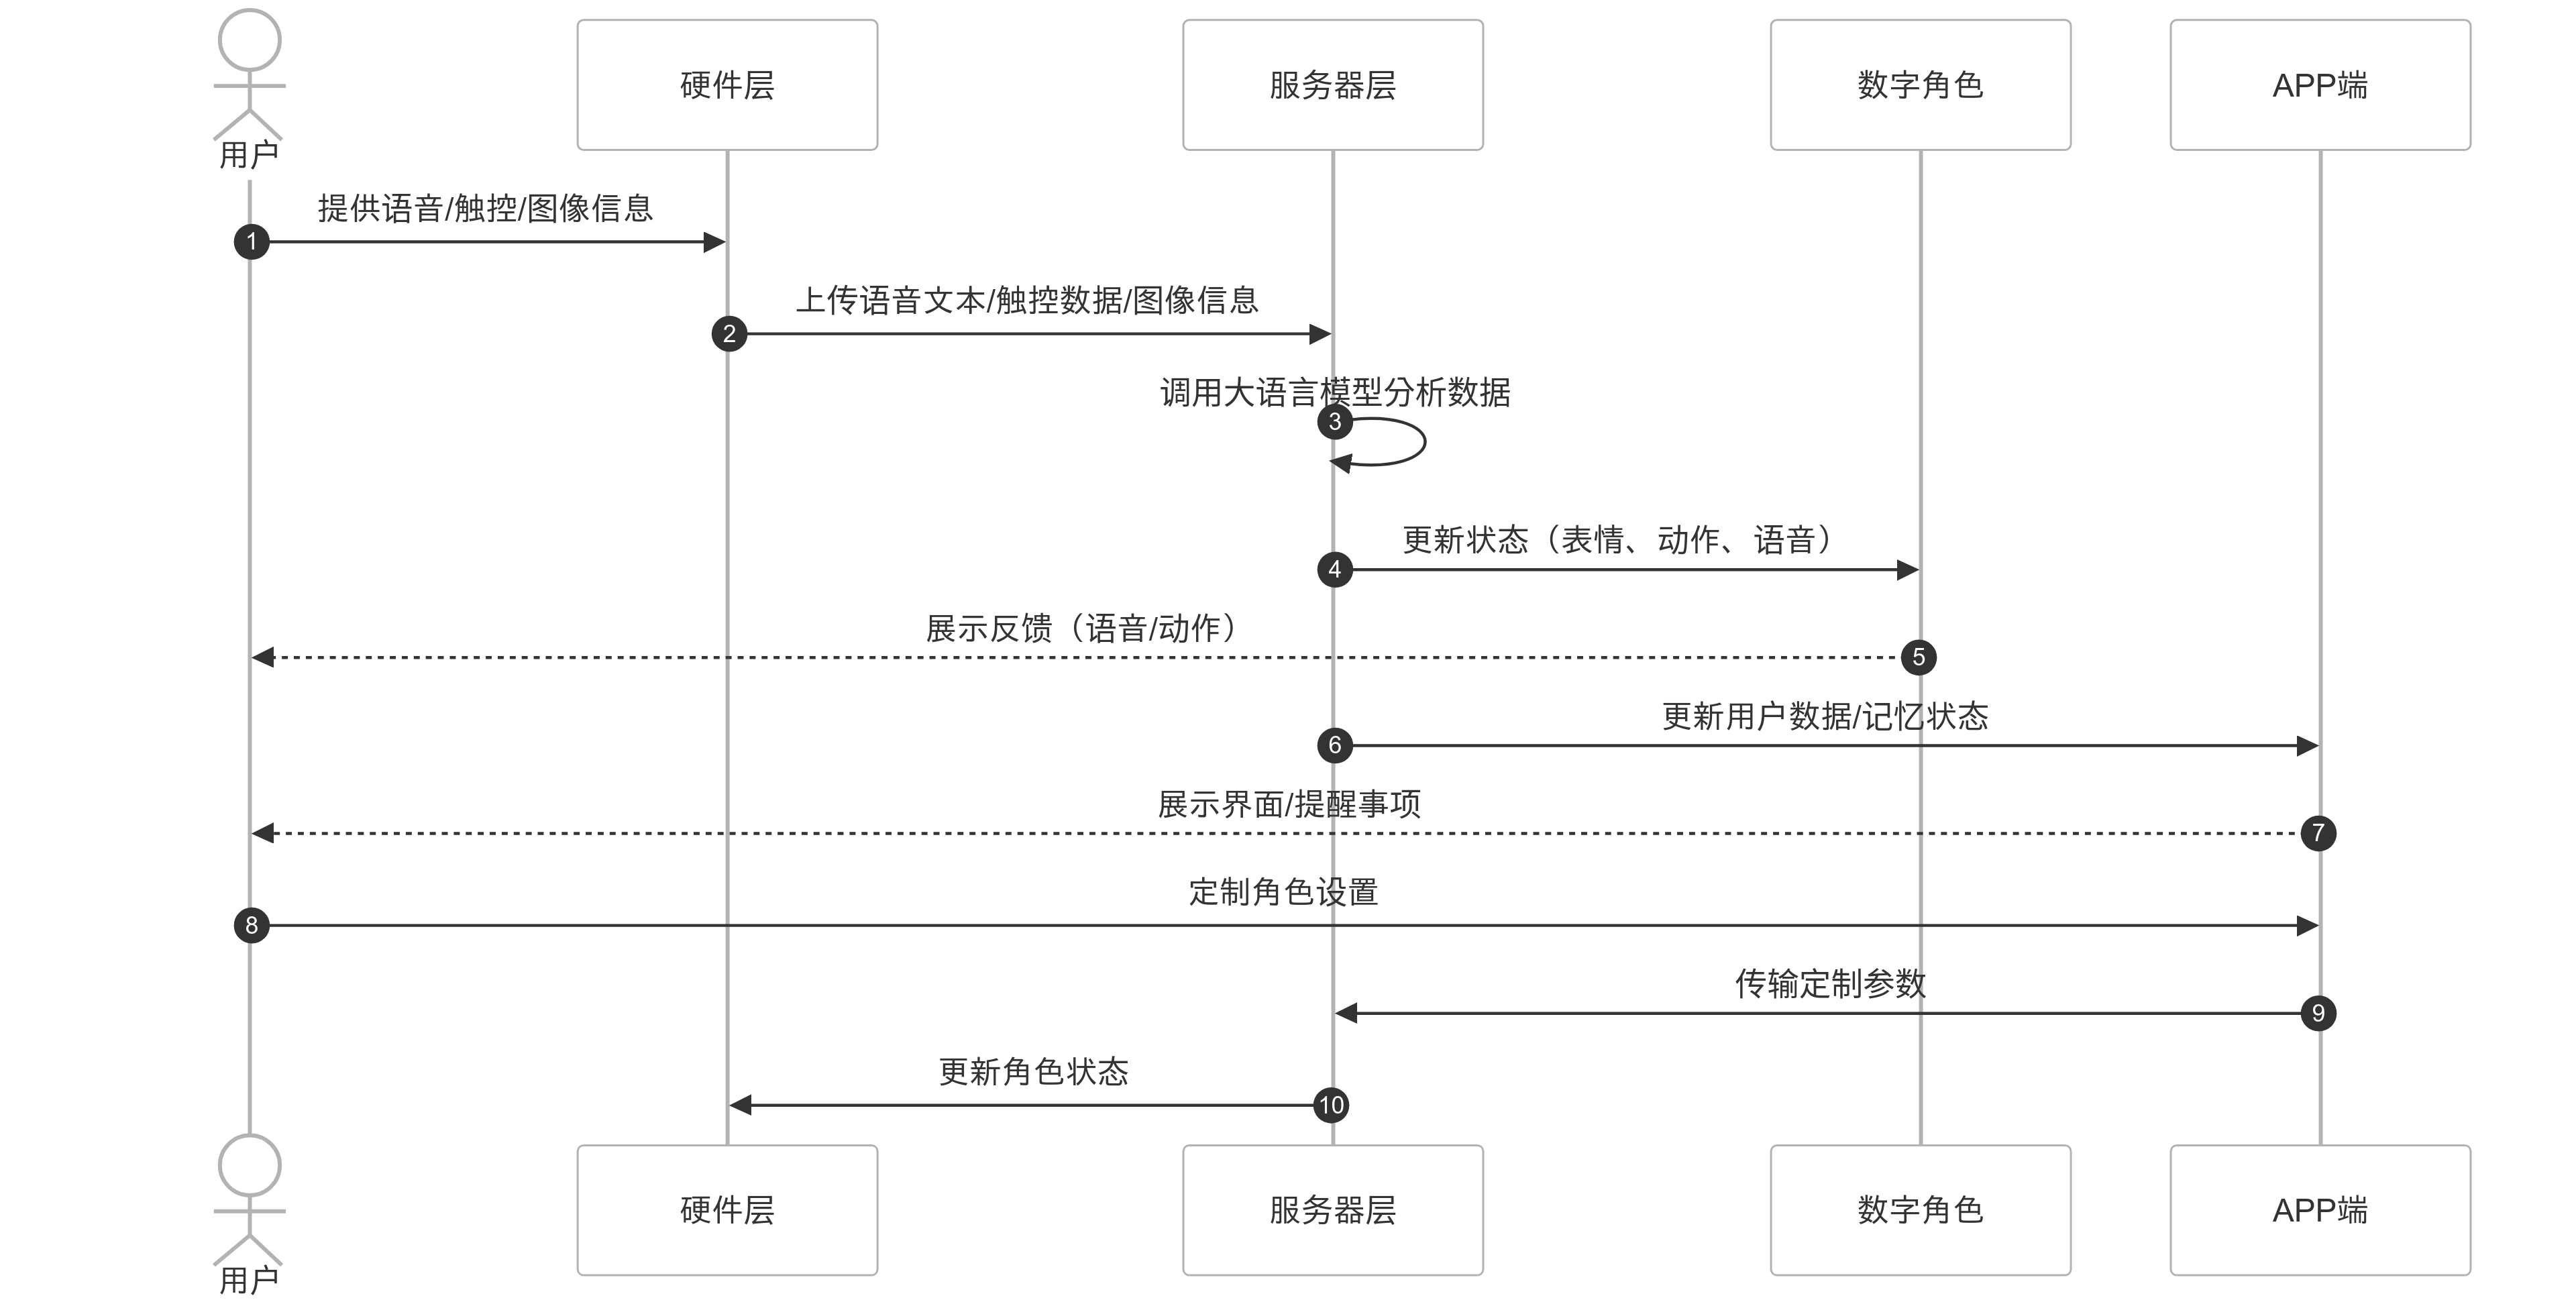 用户
硬件层
服务器层
数字角色
APP端
提供语音/触控/图像信息
1
上传语音文本/触控数据/图像信息
2
调用大语言模型分析数据
3
更新状态（表情、动作、语音）
4
展示反馈（语音/动作）
5
更新用户数据/记忆状态
6
展示界面/提醒事项
7
定制角色设置
8
传输定制参数
9
更新角色状态
10
用户
硬件层
服务器层
数字角色
APP端